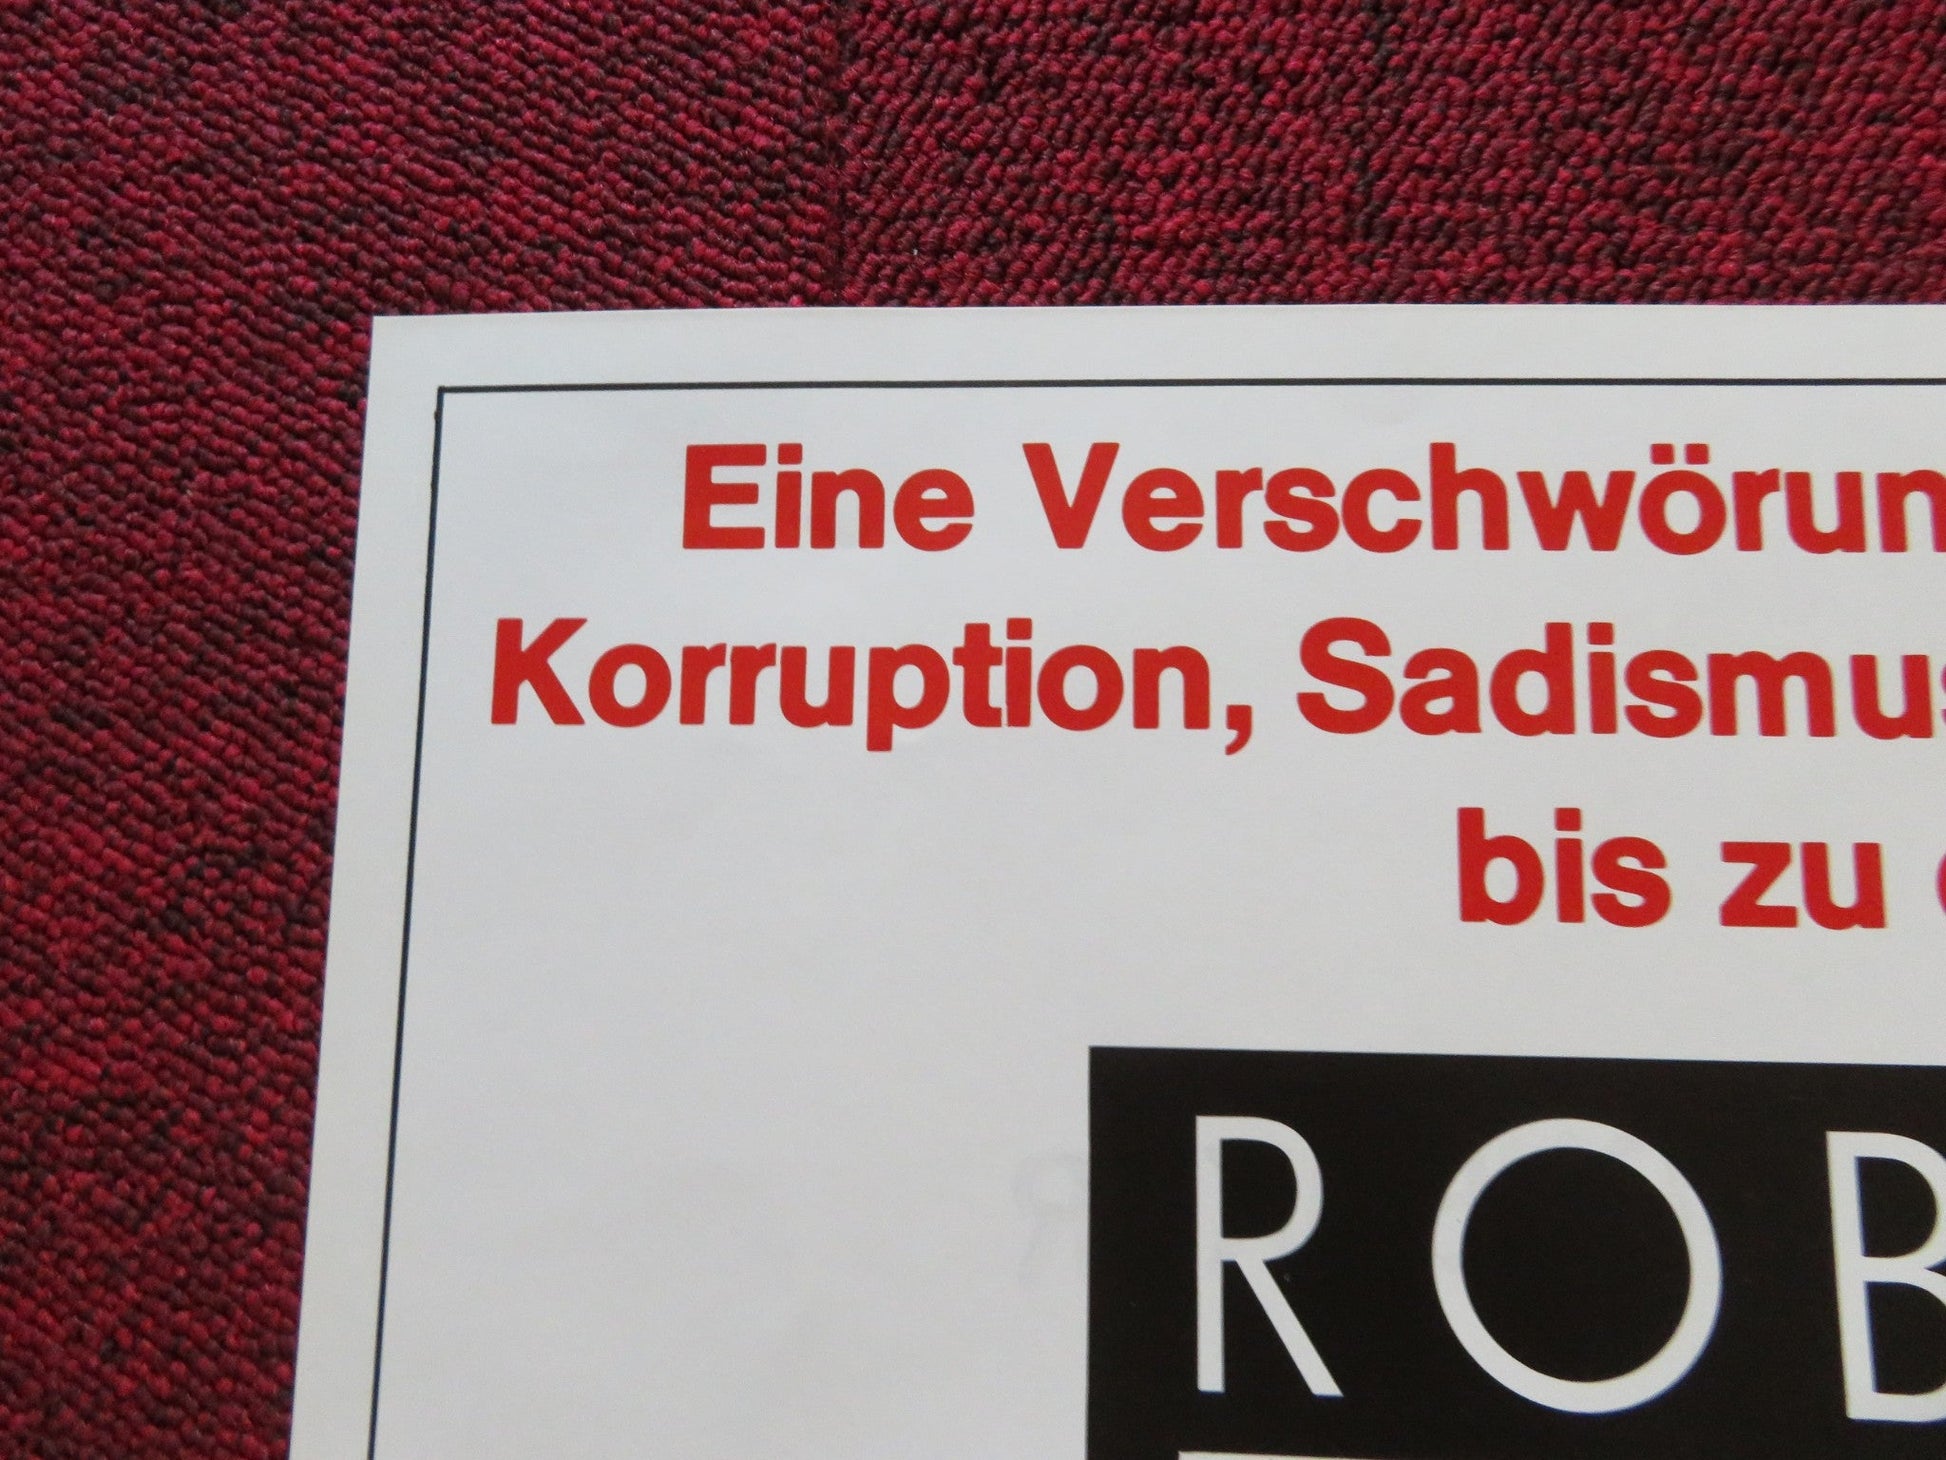 Eine Verschwörun
Korruption, Sadismus
bis zu
ROB